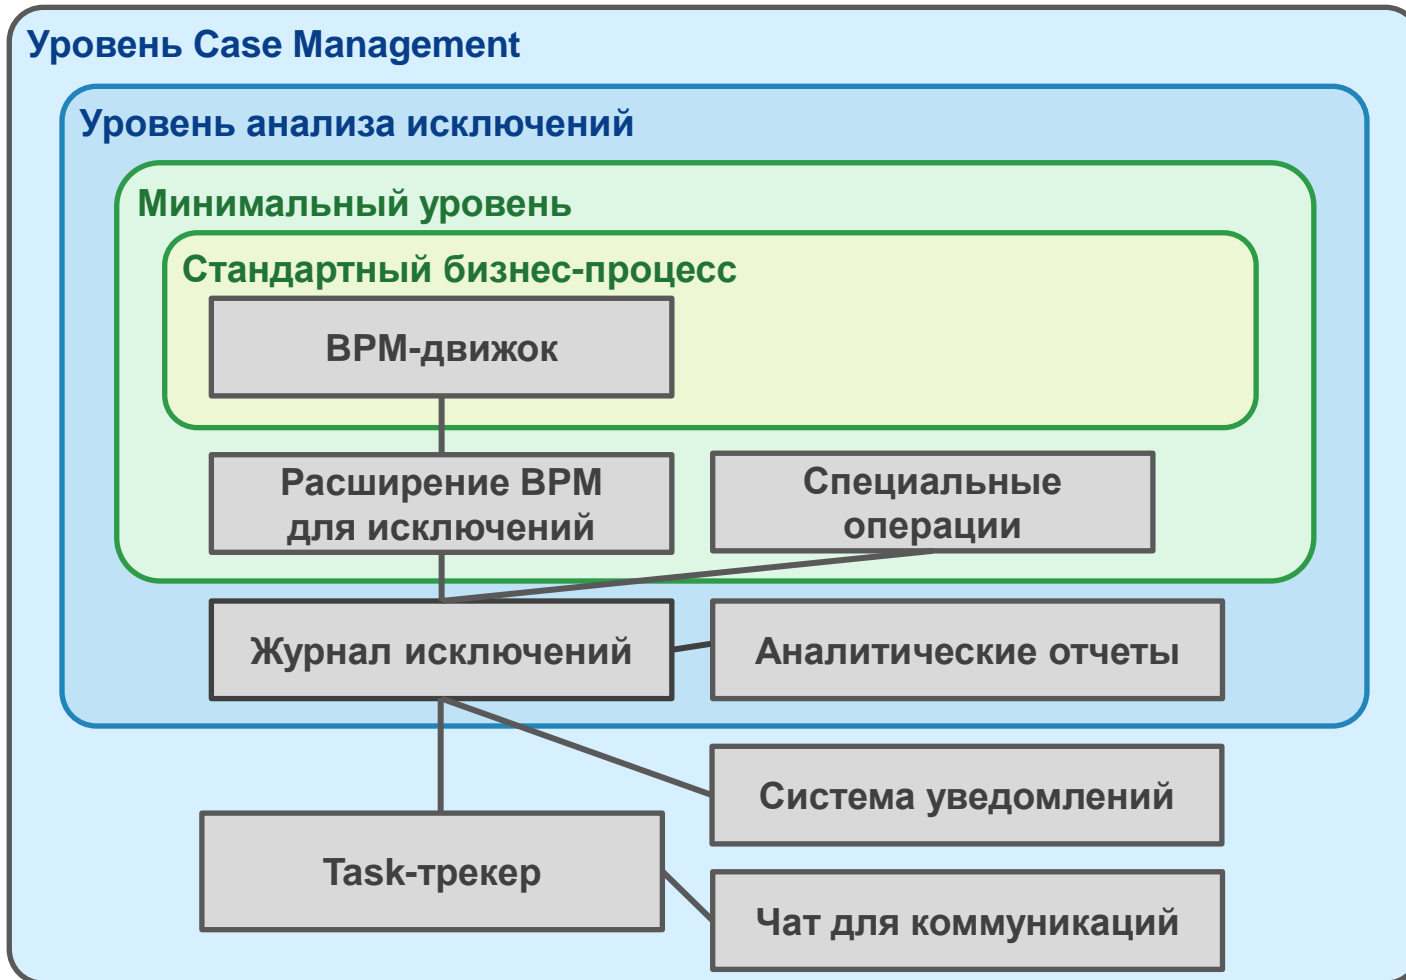 Уровень Case Management
Уровень анализа исключений
Минимальный уровень
Стандартный бизнес-процесс
BPM-движок
Расширение BPM
для исключений
Специальные
операции
Журнал исключений
Аналитические отчеты
Система уведомлений
Task-трекер
Чат для коммуникаций